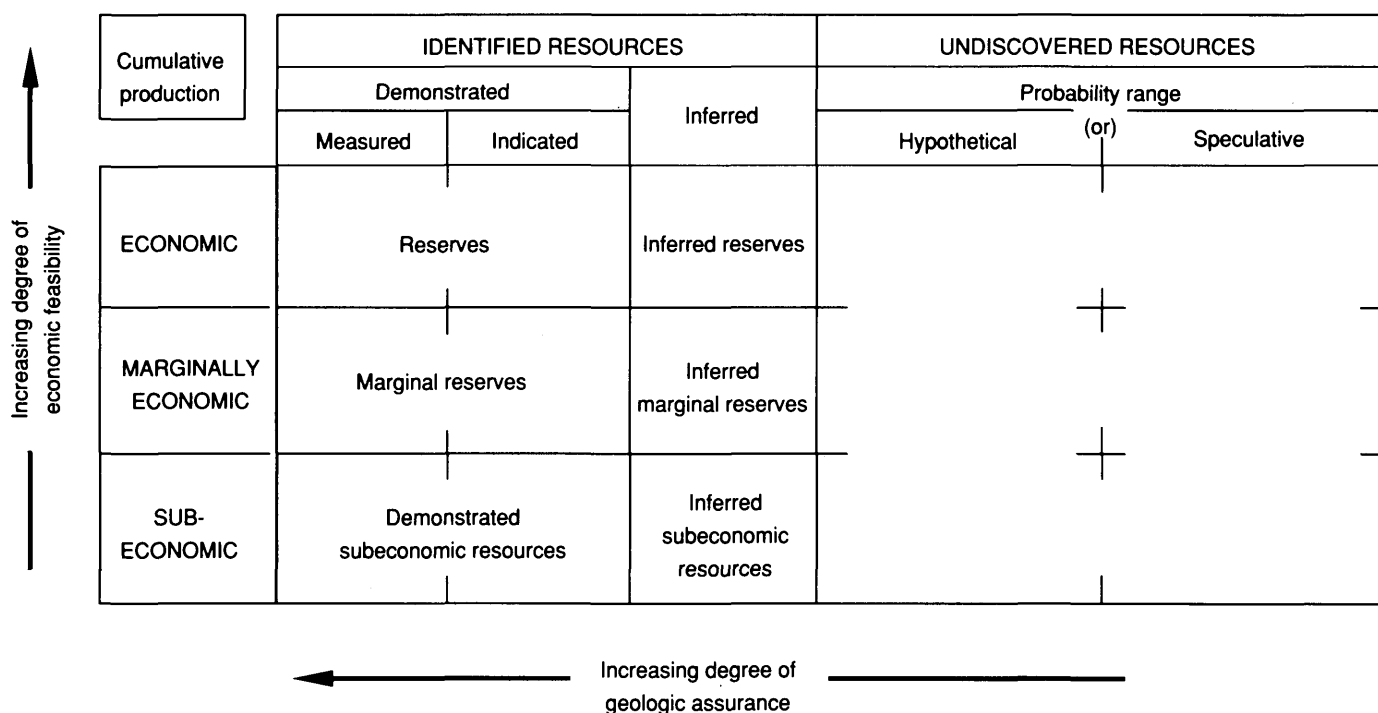 Cumulative
production
IDENTIFIED RESOURCES
UNDISCOVERED RESOURCES
Demonstrated
Inferred
Probability range
(or)
Measured
Indicated
Hypothetical
Speculative
ECONOMIC
Reserves
Inferred reserves
MARGINALLY
ECONOMIC
Marginal reserves
Inferred
marginal reserves
SUB-
ECONOMIC
Demonstrated
subeconomic resources
Inferred
subeconomic
resources
Increasing degree of
economic feasibility
Increasing degree of
geologic assurance